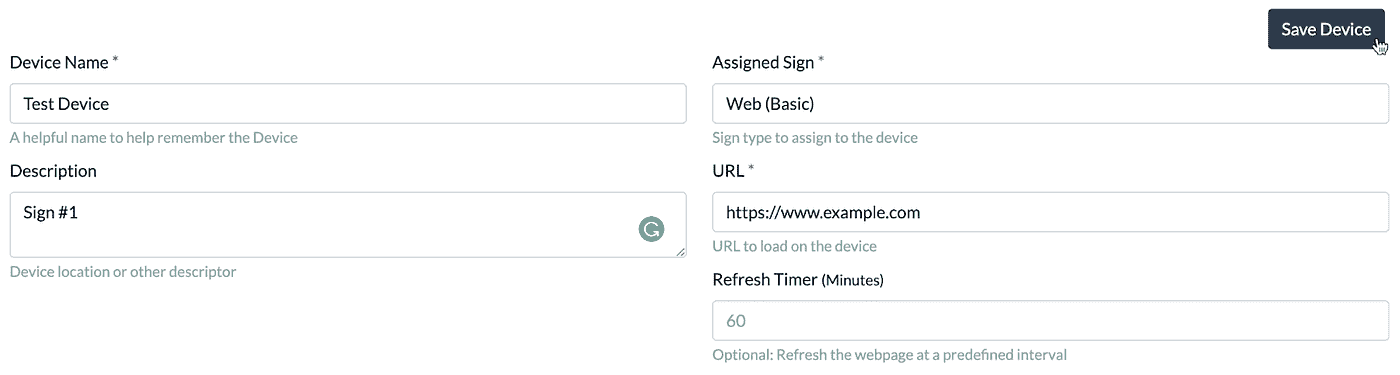 Save Device
Device Name *
Test Device
A helpful name to help remember the Device
Description
Sign #1
Device location or other descriptor
Assigned Sign *
Web (Basic)
Sign type to assign to the device
URL *
https://www.example.com
URL to load on the device
Refresh Timer (Minutes)
60
Optional: Refresh the webpage at a predefined interval